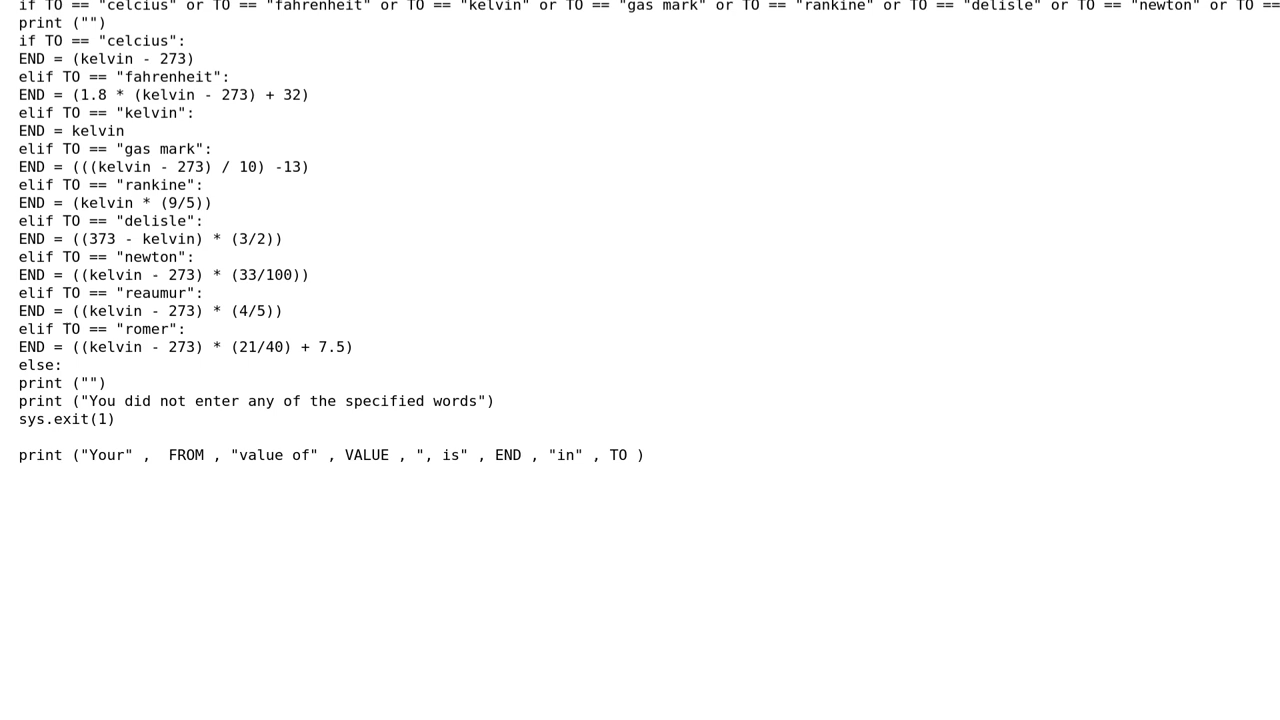 if TO == "celcius" or TO == "fahrenheit" or TO == "kelvin" or TO == "gas mark" or TO == "rankine" or TO == "delisle" or TO == "newton" or TO ==
print ("")
if TO == "celcius":
END = (kelvin - 273)
elif TO == "fahrenheit":
END = (1.8 * (kelvin - 273) + 32)
elif TO == "kelvin":
END = kelvin
elif TO == "gas mark":
END = (((kelvin - 273) / 10) -13)
elif TO == "rankine":
END = (kelvin * (9/5))
elif TO == "delisle":
END = ((373 - kelvin) * (3/2))
elif TO == "newton":
END = ((kelvin - 273) * (33/100))
elif TO == "reaumur":
END = ((kelvin - 273) * (4/5))
elif TO == "romer":
END = ((kelvin - 273) * (21/40) + 7.5)
else:
print ("")
print ("You did not enter any of the specified words")
sys.exit(1)
print ("Your" ,  FROM , "value of" , VALUE , ", is" , END , "in" , TO )